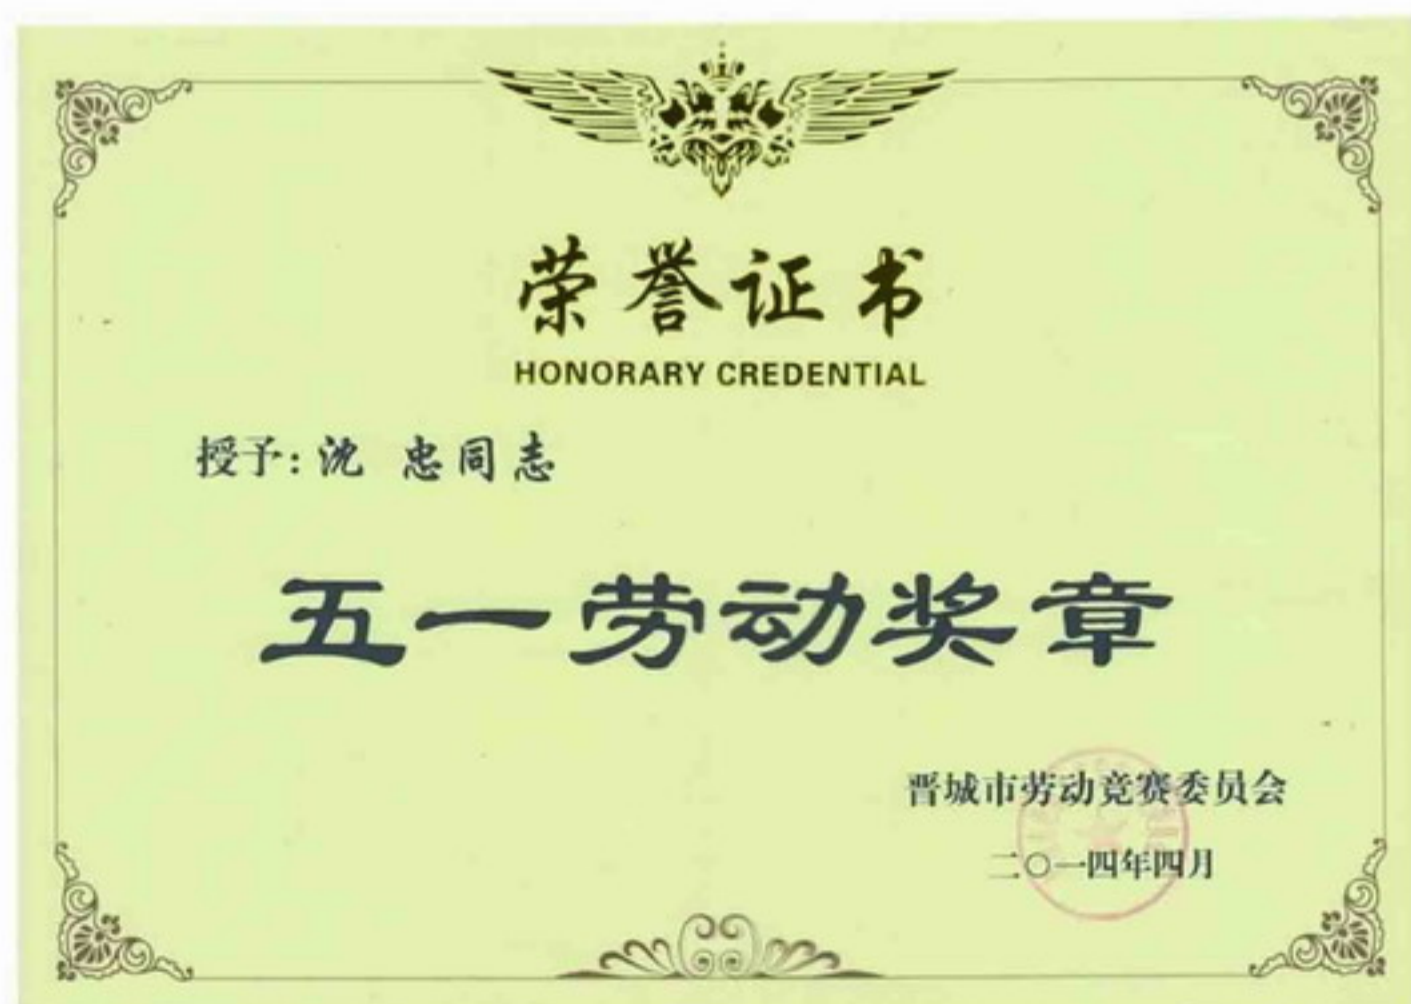 荣誉证书
HONORARY CREDENTIAL
授予:沈 忠同志
五一劳动奖章
晋城市劳动竞赛委员会
二〇一四年四月